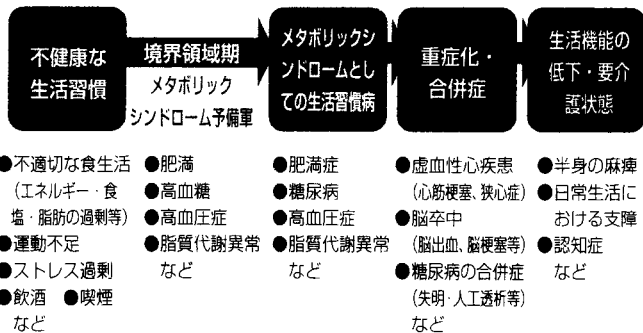 不健康な
生活習慣
境界領域期
メタボリック
シンドローム予備軍
メタボリックシ
ンドロームとし
ての生活習慣病
重症化・
合併症
生活機能の
低下・要介
護状態
●不適切な食生活
(エネルギー・食
塩・脂肪の過剰等)
●運動不足
●ストレス過剰
●飲酒 ●喫煙
など
●肥満
●高血糖
●高血圧症
●脂質代謝異常
など
●肥満症
●糖尿病
●高血圧症
●脂質代謝異常
など
●虚血性心疾患
(心筋梗塞、狭心症)
●脳卒中
(脳出血、脳梗塞等)
●糖尿病の合併症
(失明・人工透析等)
など
●半身の麻痺
●日常生活に
おける支障
●認知症
など